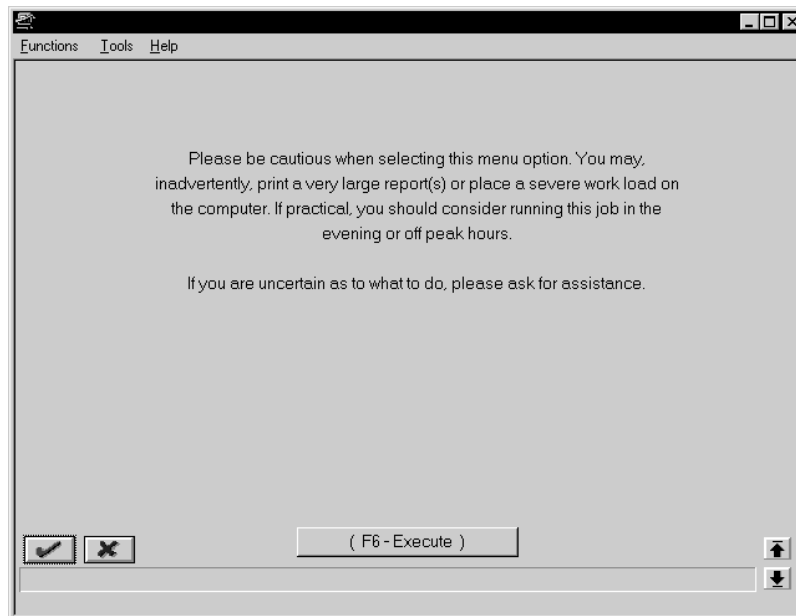 Functions Tools Help
Please be cautious when selecting this menu option. You may,
inadvertently, print a very large report(s) or place a severe work load on
the computer. If practical, you should consider running this job in the
evening or off peak hours.
If you are uncertain as to what to do, please ask for assistance.
( F6 - Execute )